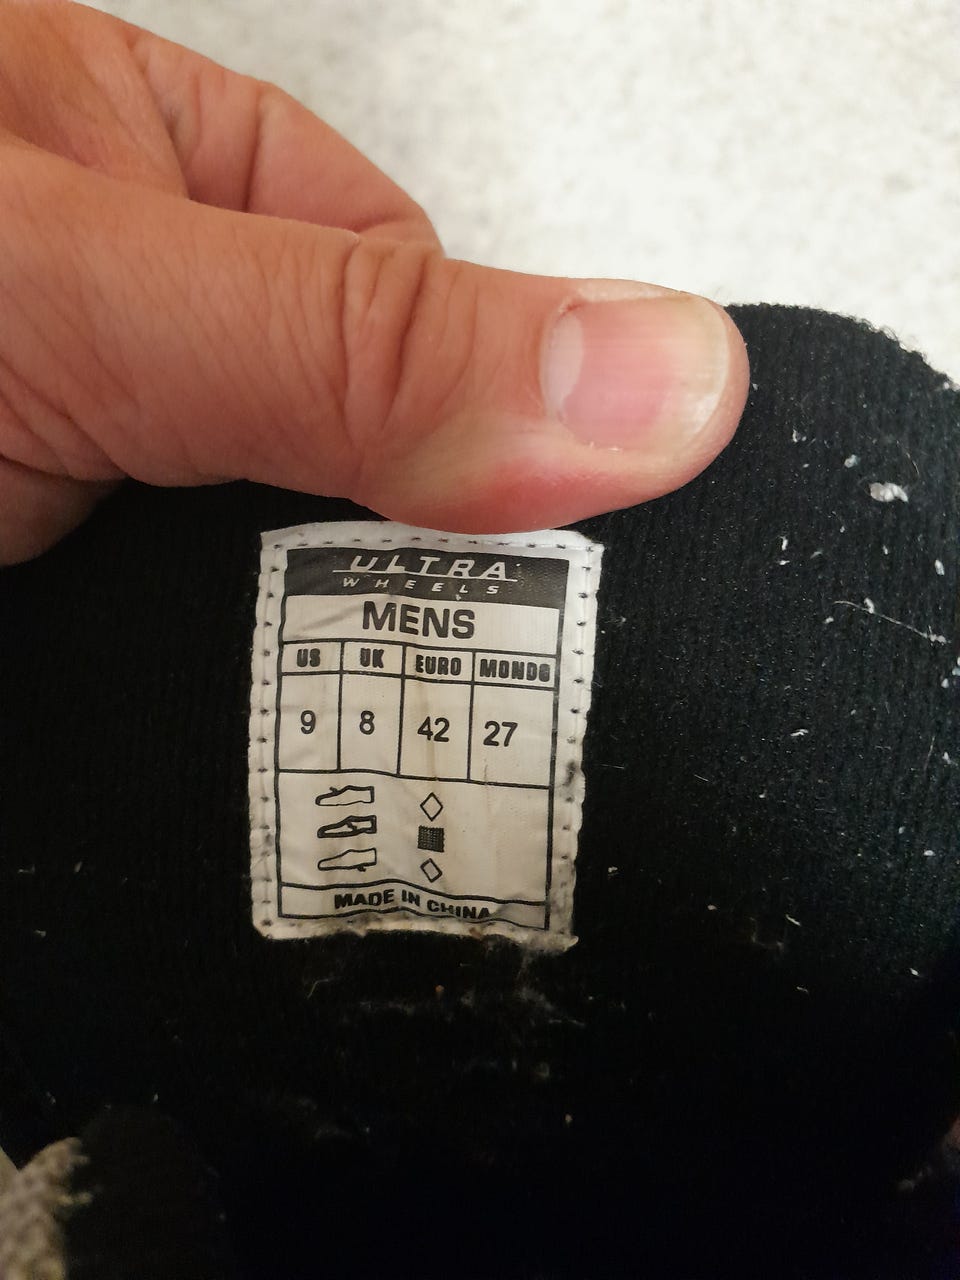 ULTRA
WHEELS
MENS
US UK EURO MONDO
9 8 42 27
MADE IN CHINA